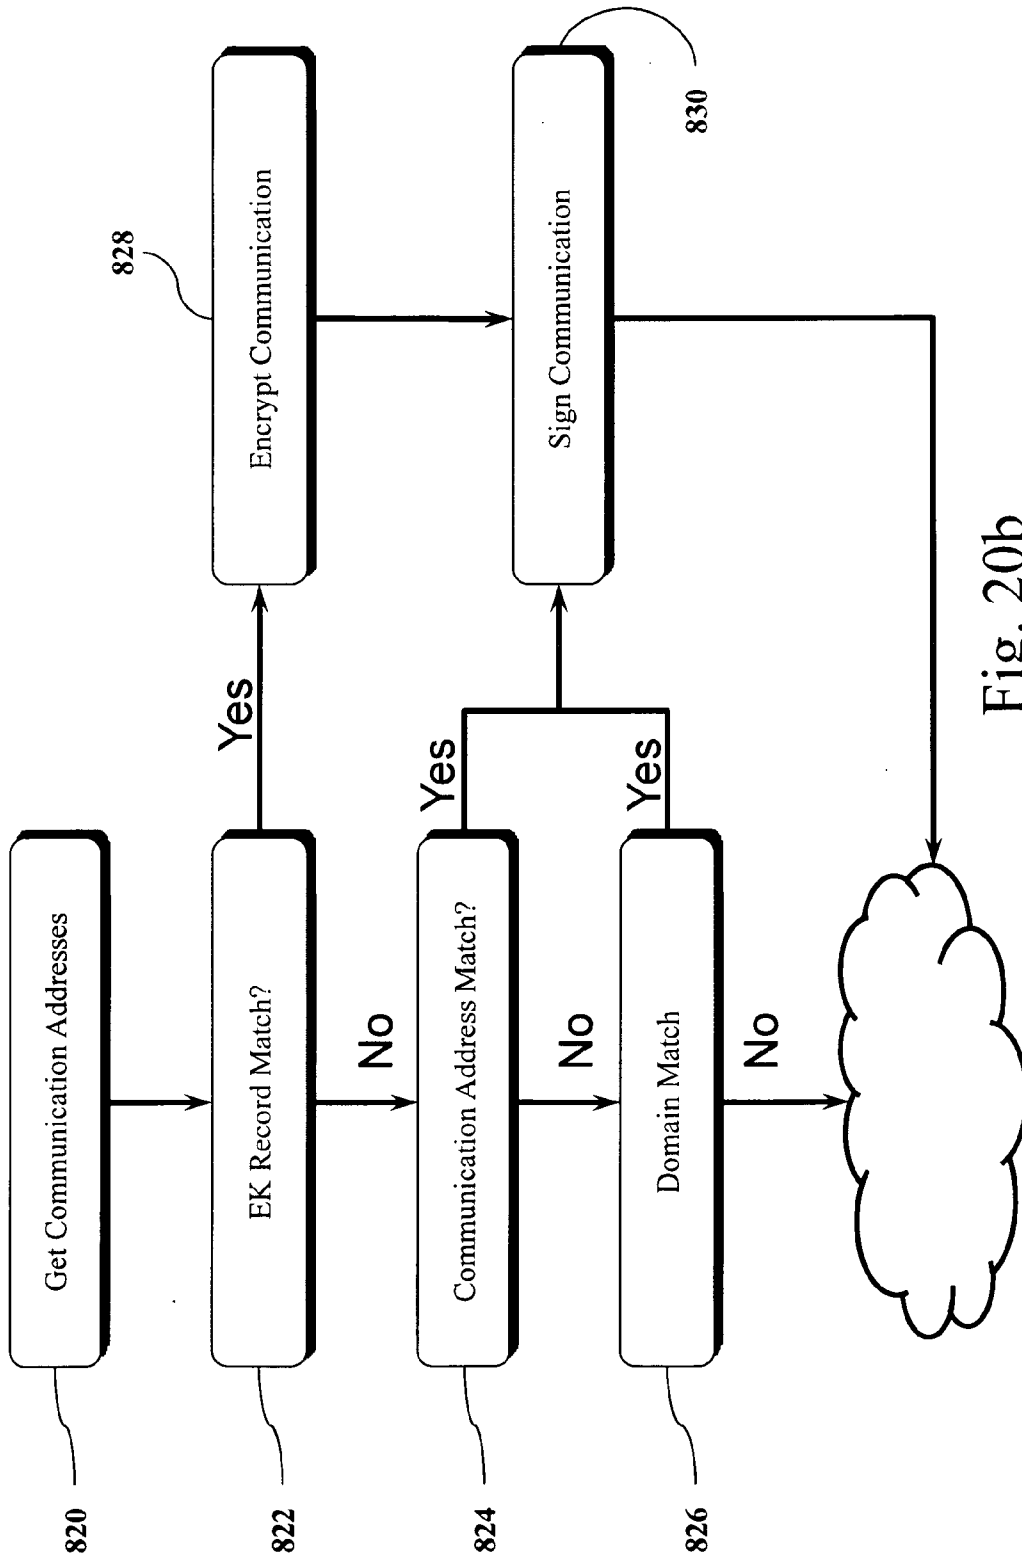 820
Get Communication Addresses
822
EK Record Match?
Yes
828
Encrypt Communication
No
824
Communication Address Match?
Yes
830
Sign Communication
No
826
Domain Match
Yes
No
Fig. 20b